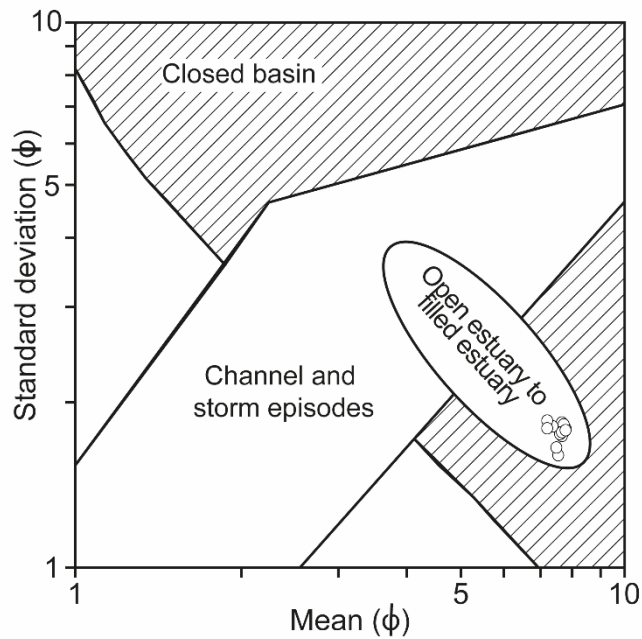 10
Closed basin
5
Standard deviation (ϕ)
Open estuary to
filled estuary
Channel and
storm episodes
1
1
5
10
Mean (ϕ)